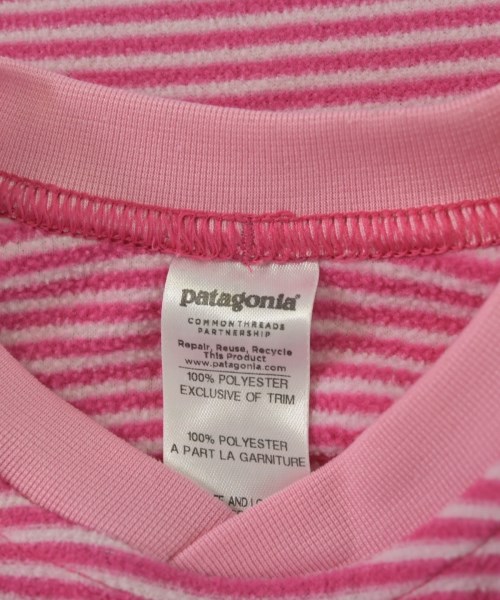 patagonia®
COMMONTHREADS
PARTNERSHIP
Repair, Reuse, Recycle
This Product
www.patagonia.com
100% POLYESTER
EXCLUSIVE OF TRIM
100% POLYESTER
A PART LA GARNITURE
AND